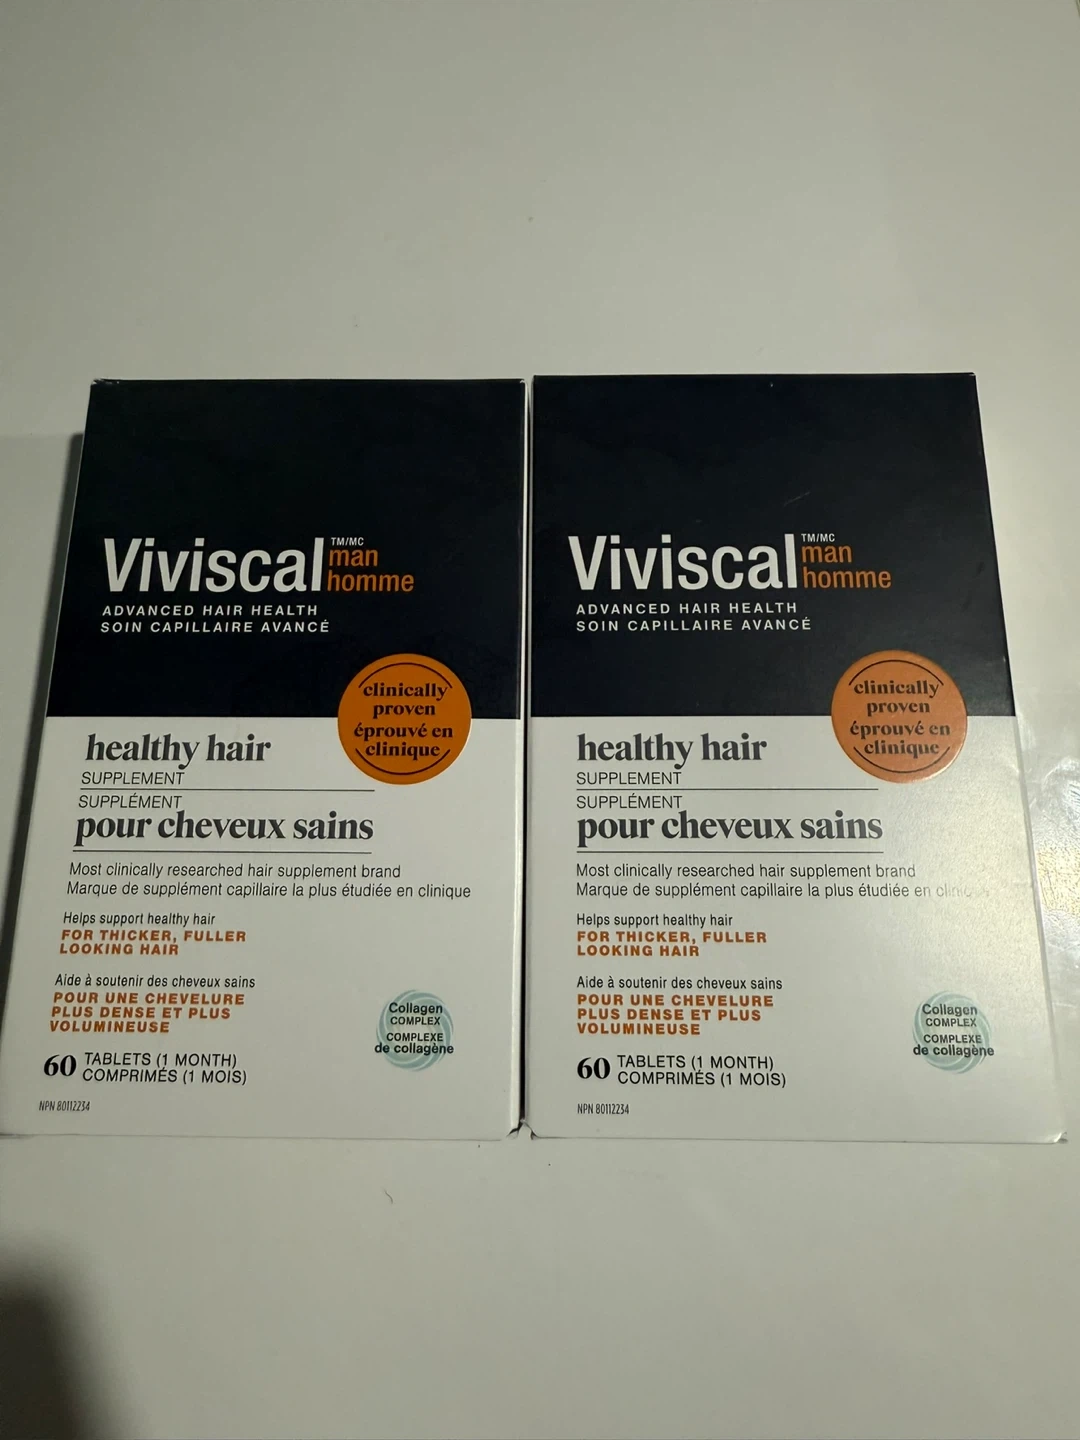 Viviscal TM/MC
man
homme
ADVANCED HAIR HEALTH
SOIN CAPILLAIRE AVANCÉ
clinically
proven
éprouvé en
clinique
healthy hair
SUPPLEMENT
SUPPLÉMENT
pour cheveux sains
Most clinically researched hair supplement brand
Marque de supplément capillaire la plus étudiée en clinique
Helps support healthy hair
FOR THICKER, FULLER
LOOKING HAIR
Aide à soutenir des cheveux sains
POUR UNE CHEVELURE
PLUS DENSE ET PLUS
VOLUMINEUSE
Collagen
COMPLEX
COMPLEXE
de collagène
60 TABLETS (1 MONTH)
COMPRIMÉS (1 MOIS)
NPN 80112234
Viviscal TM/MC
man
homme
ADVANCED HAIR HEALTH
SOIN CAPILLAIRE AVANCÉ
clinically
proven
éprouvé en
clinique
healthy hair
SUPPLEMENT
SUPPLÉMENT
pour cheveux sains
Most clinically researched hair supplement brand
Marque de supplément capillaire la plus étudiée en clinique
Helps support healthy hair
FOR THICKER, FULLER
LOOKING HAIR
Aide à soutenir des cheveux sains
POUR UNE CHEVELURE
PLUS DENSE ET PLUS
VOLUMINEUSE
Collagen
COMPLEX
COMPLEXE
de collagène
60 TABLETS (1 MONTH)
COMPRIMÉS (1 MOIS)
NPN 80112234